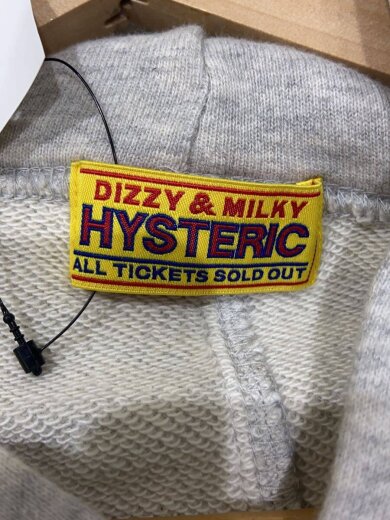 DIZZY & MILKY
HYSTERIC
ALL TICKETS SOLD OUT